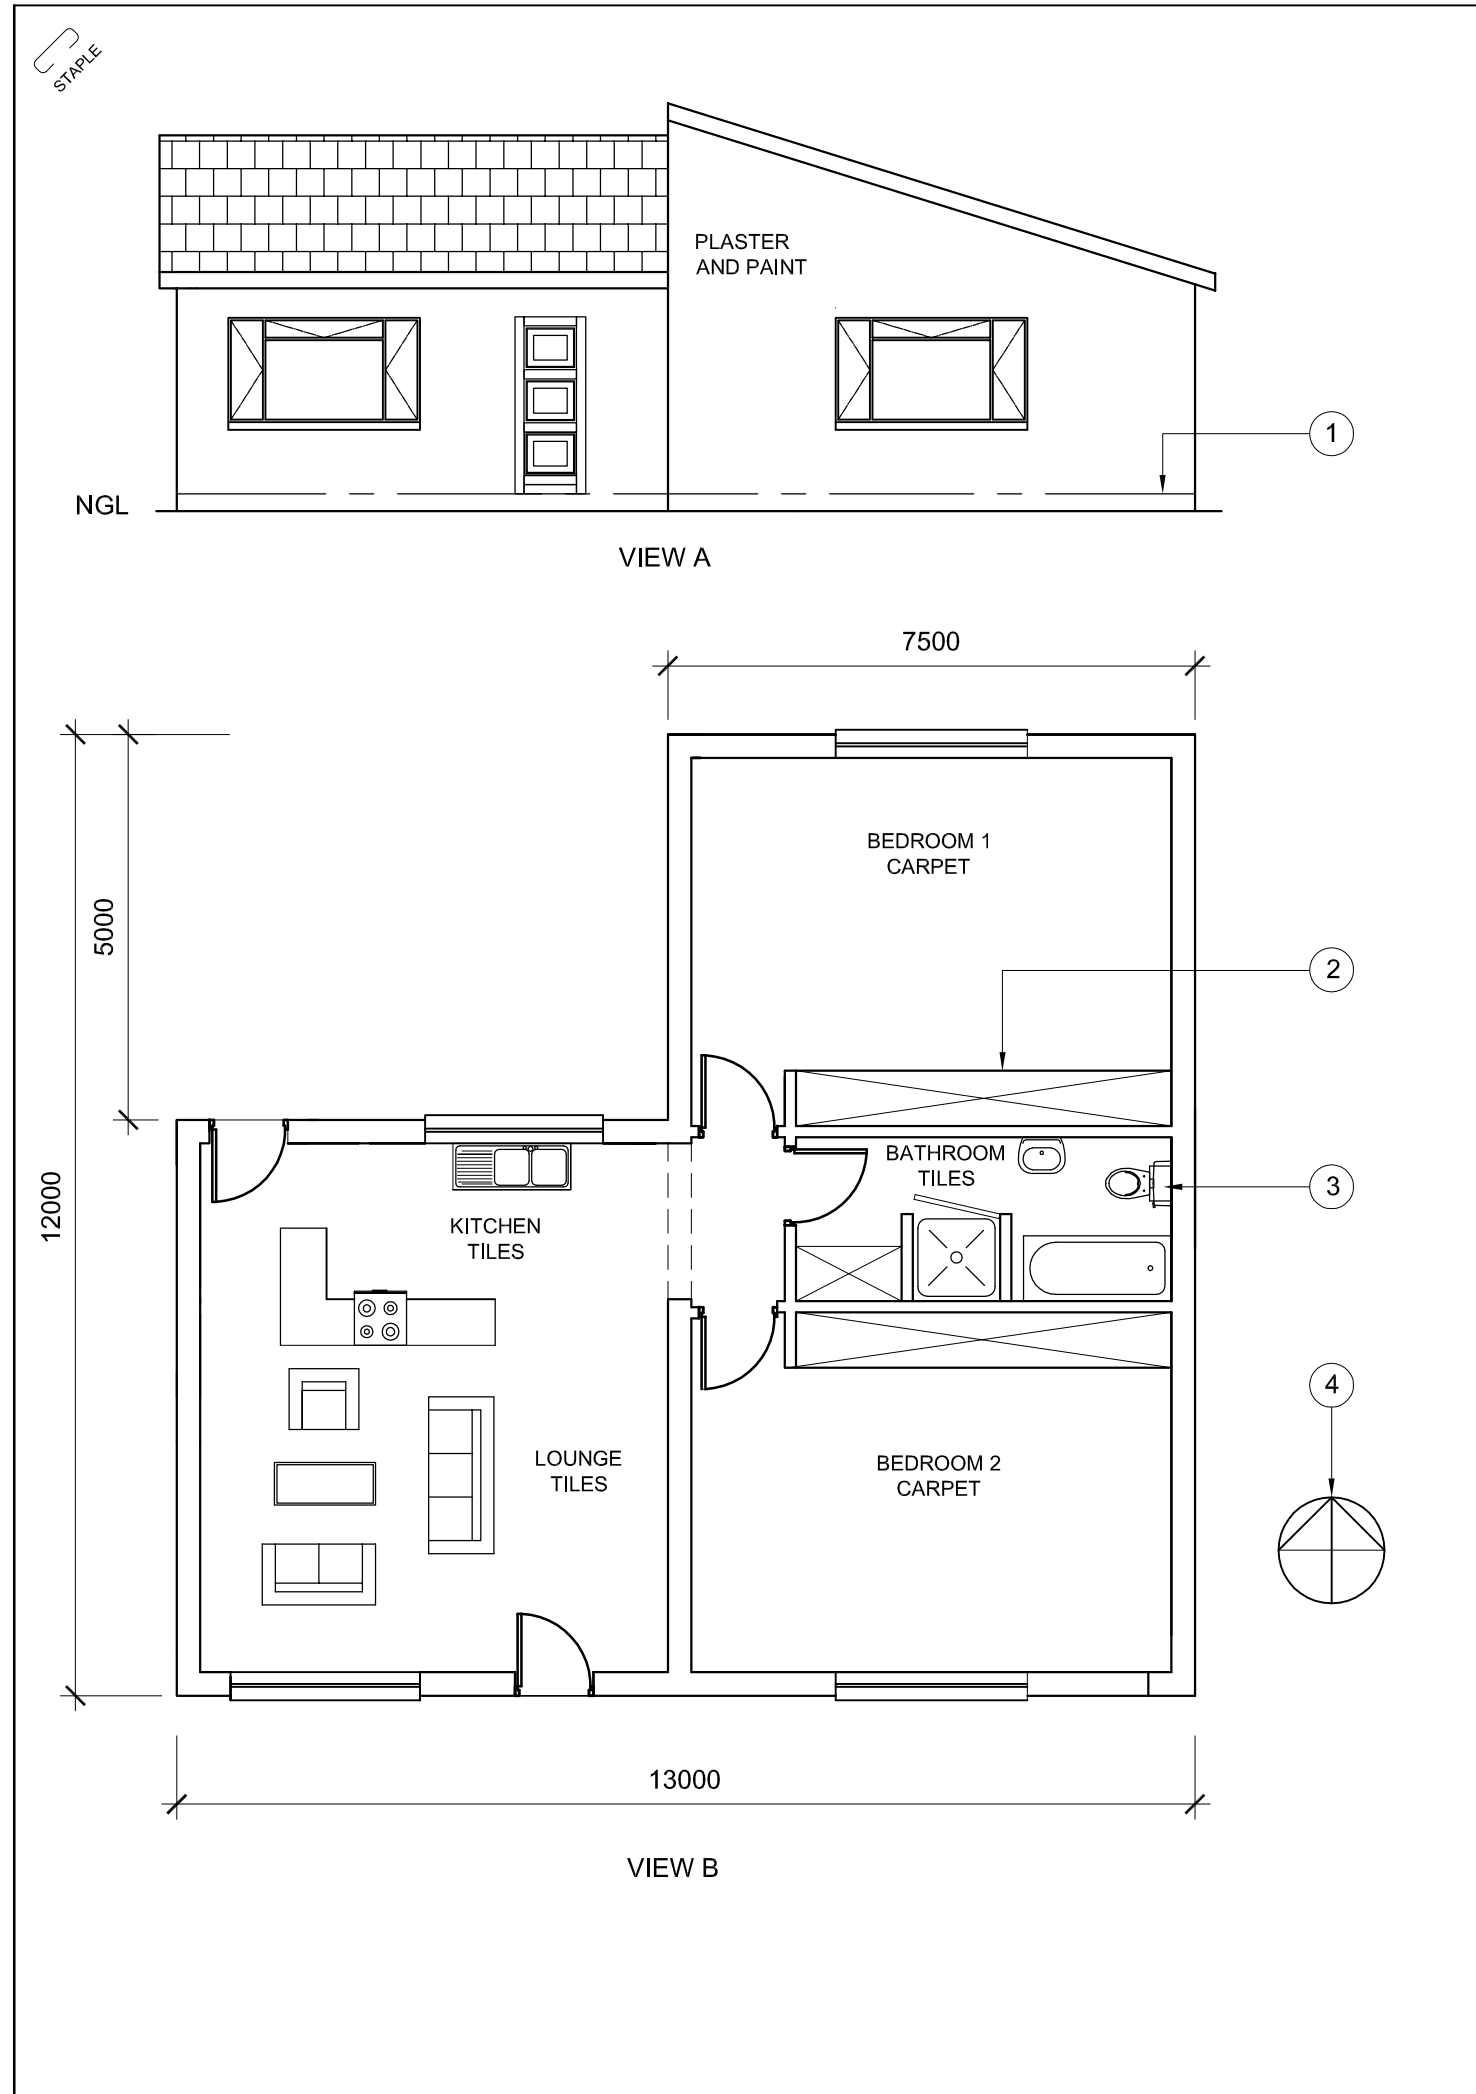 STAPLE
PLASTER
AND PAINT
1
NGL
VIEW A
7500
BEDROOM 1
CARPET
5000
2
12000
BATHROOM
TILES
3
KITCHEN
TILES
4
LOUNGE
TILES
BEDROOM 2
CARPET
13000
VIEW B